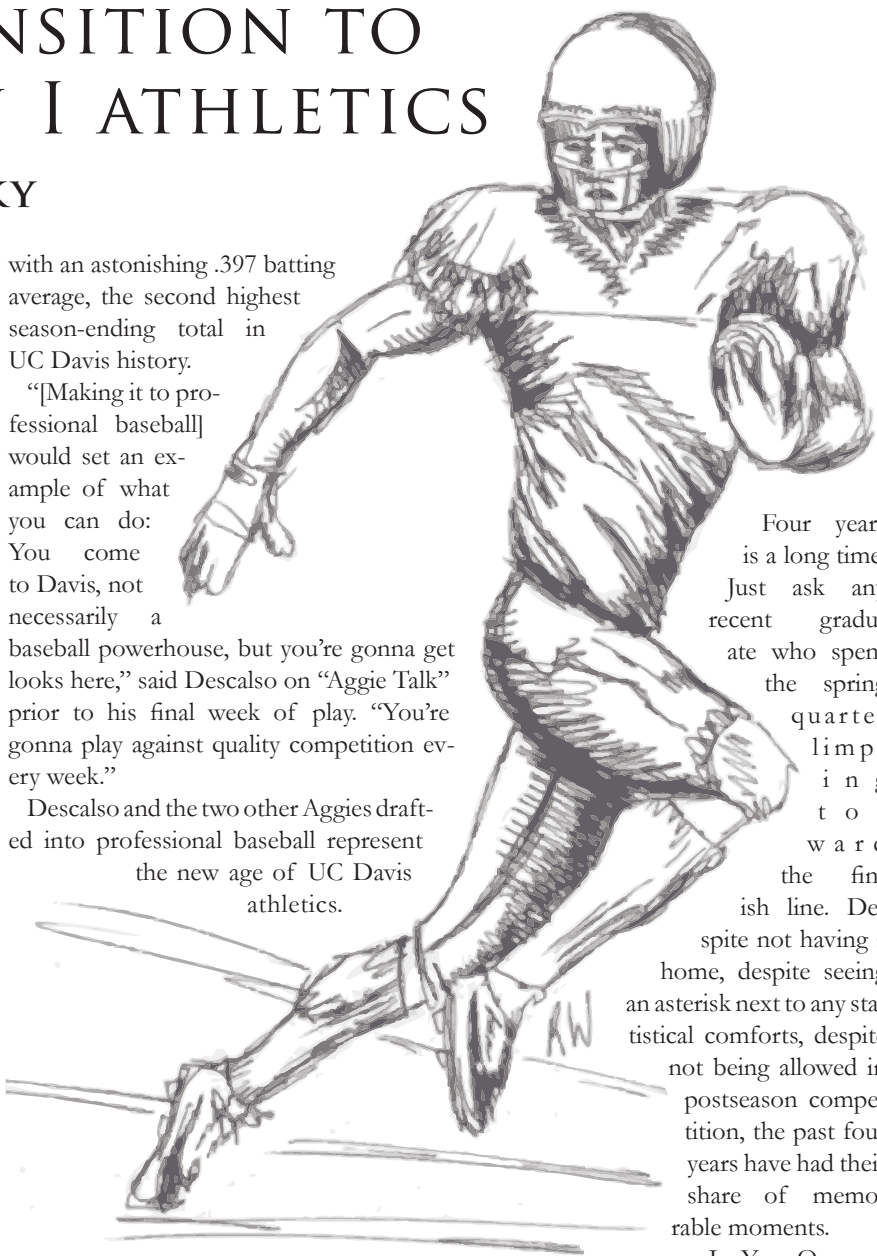 NSITION TO
I ATHLETICS
KY
with an astonishing .397 batting
average, the second highest
season-ending total in
UC Davis history.
“[Making it to pro-
fessional baseball]
would set an ex-
ample of what
you can do:
You come
to Davis, not
necessarily a
baseball powerhouse, but you’re gonna get
looks here,” said Descalso on “Aggie Talk”
prior to his final week of play. “You’re
gonna play against quality competition ev-
ery week.”
Descalso and the two other Aggies draft-
ed into professional baseball represent
the new age of UC Davis
athletics.
Four year
is a long time
Just ask an
recent gradu
ate who spen
the spring
quarte
limp
ing
to
ward
the fin
ish line. De
spite not having
home, despite seeing
an asterisk next to any sta
tistical comforts, despite
not being allowed in
postseason compe
tition, the past fou
years have had thei
share of memo
rable moments.
AW